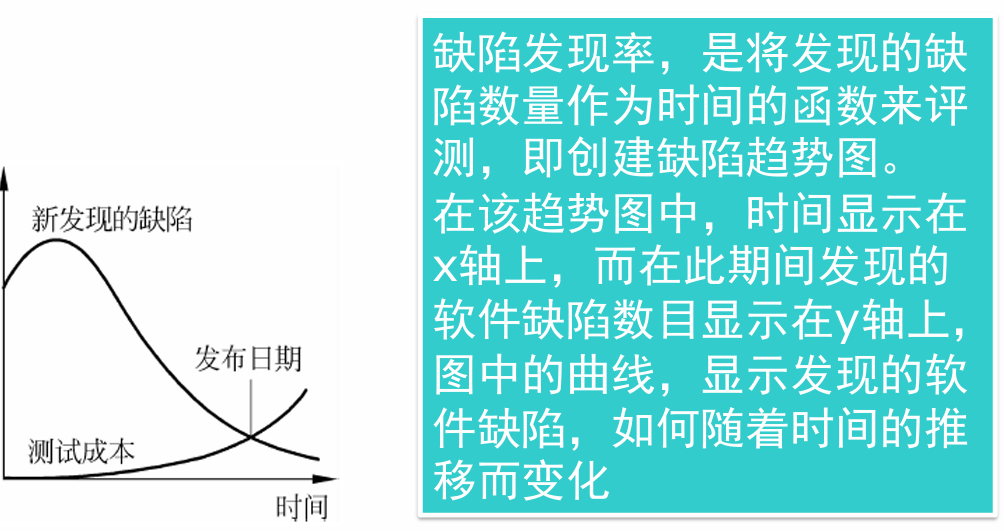 新发现的缺陷
发布日期
测试成本
时间
缺陷发现率，是将发现的缺
陷数量作为时间的函数来评
测，即创建缺陷趋势图。
在该趋势图中，时间显示在
x轴上，而在此期间发现的
软件缺陷数目显示在y轴上，
图中的曲线，显示发现的软
件缺陷，如何随着时间的推
移而变化